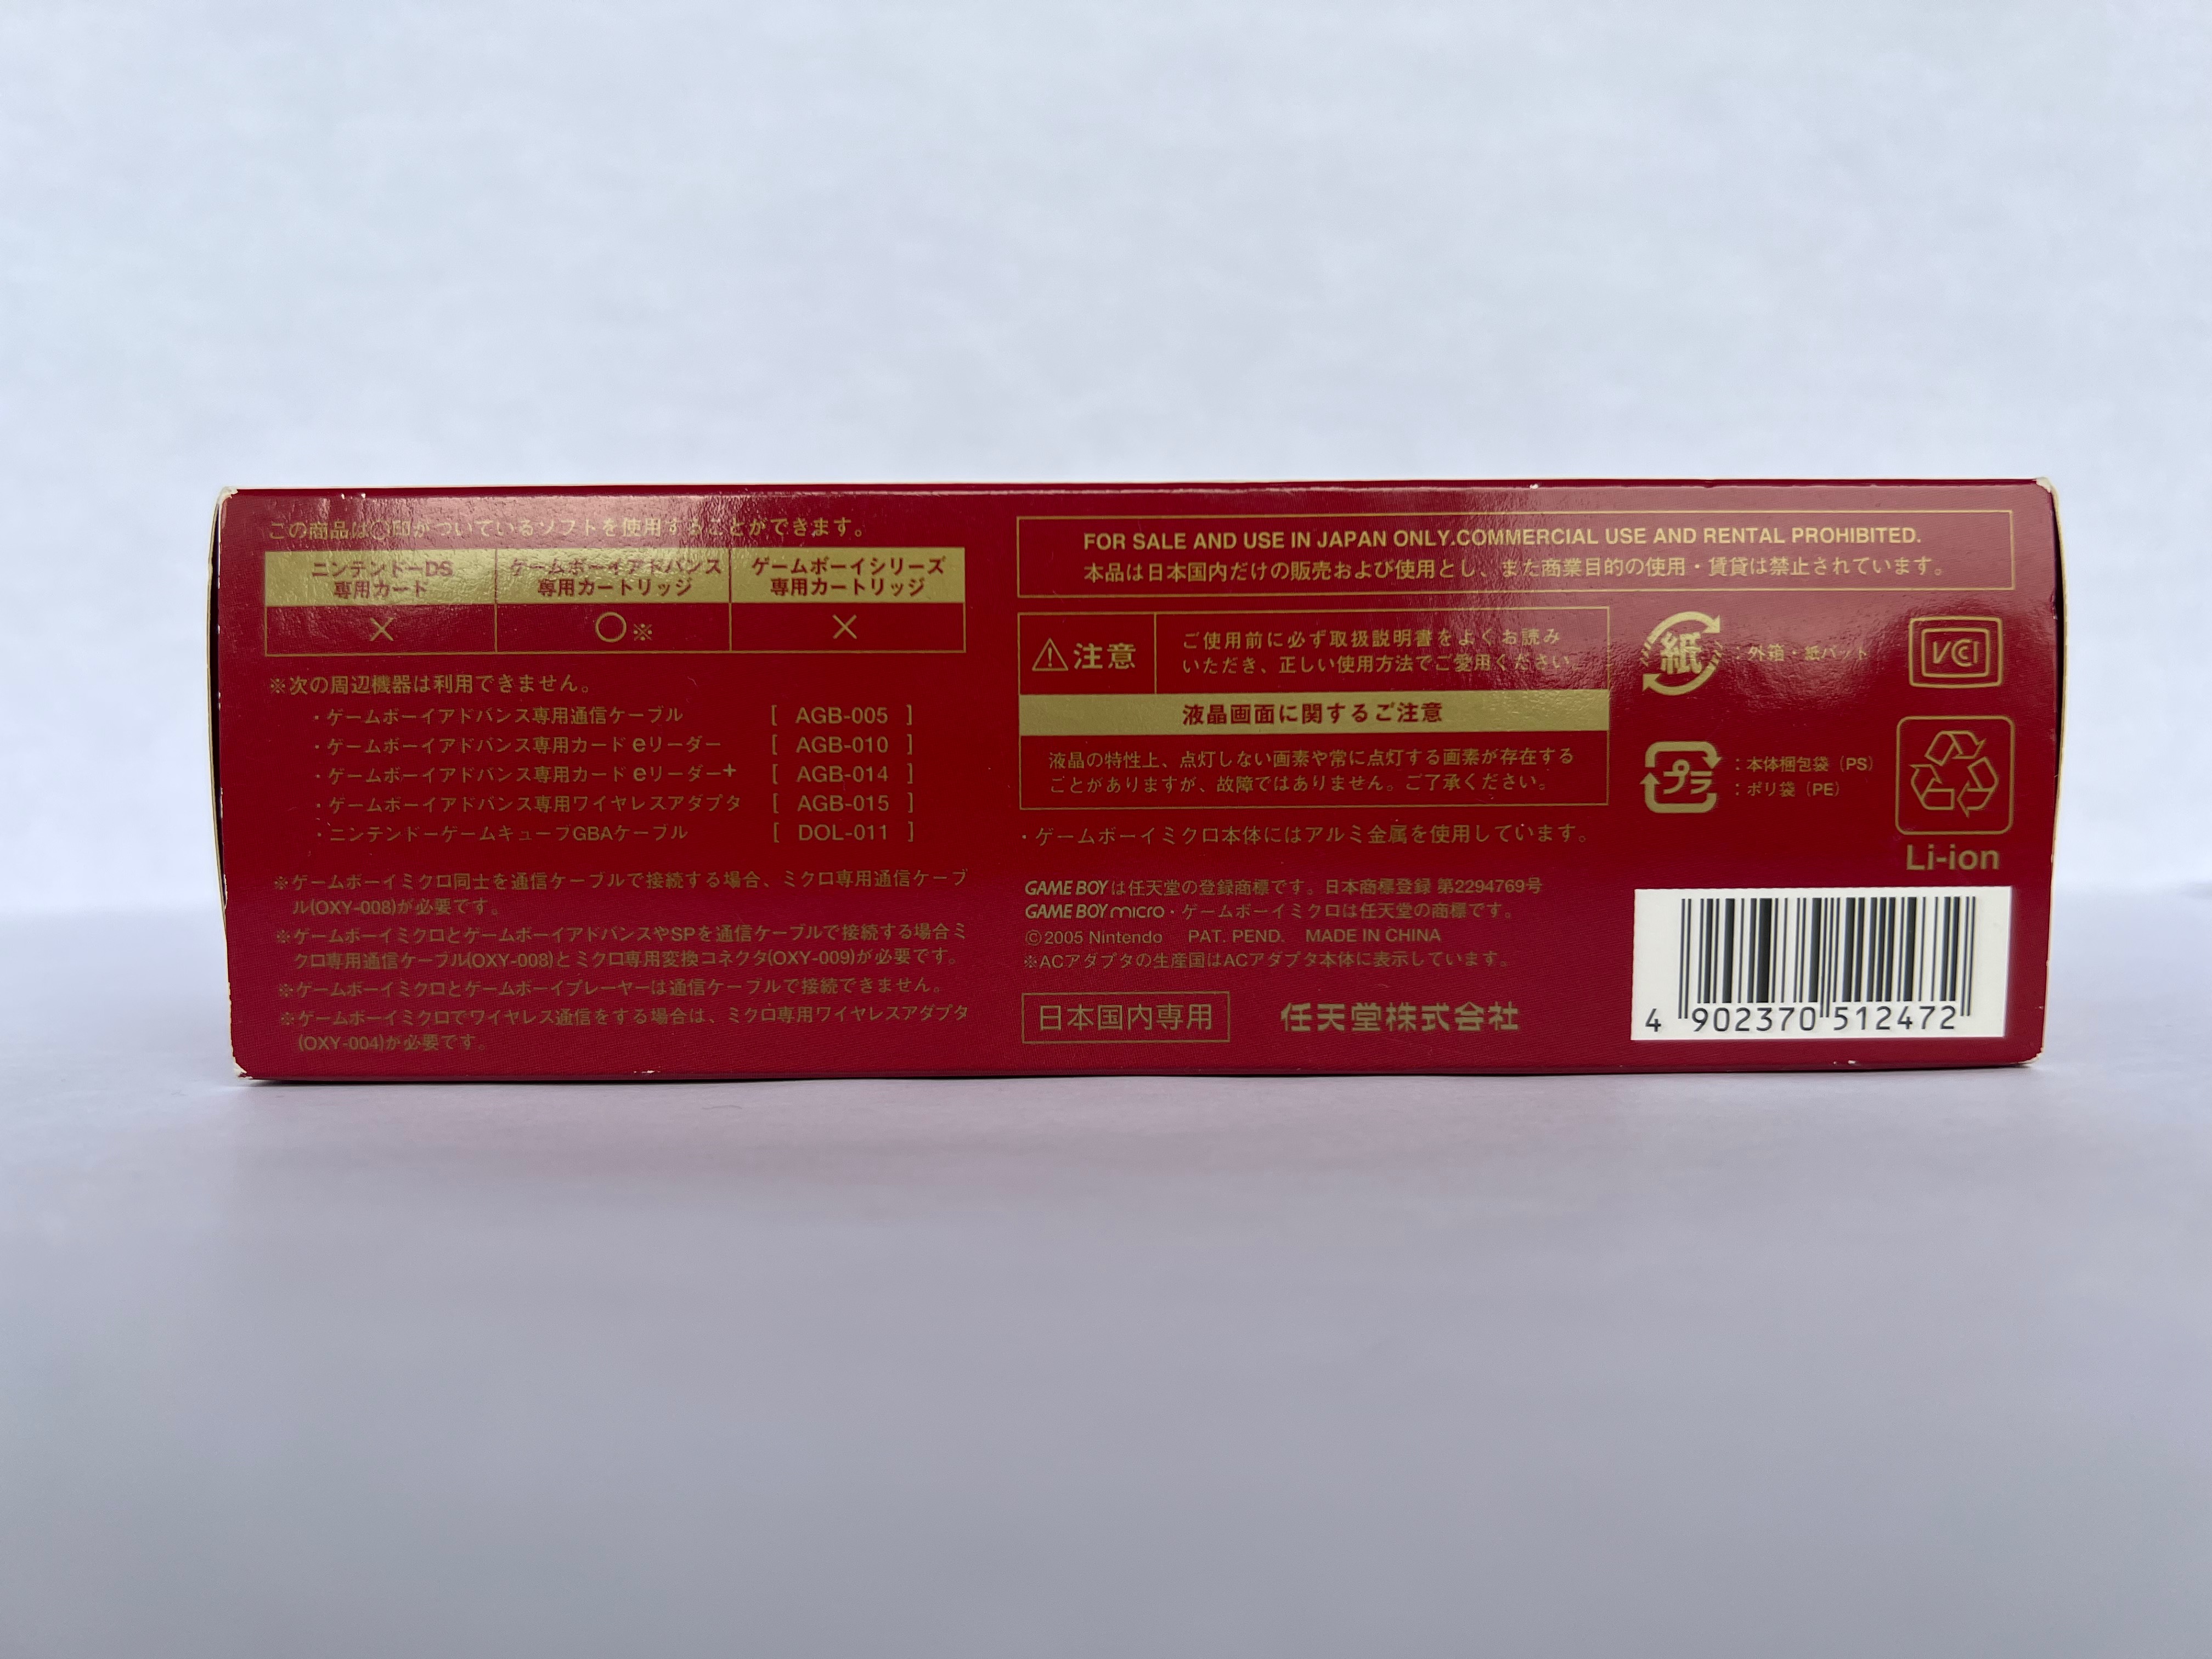 この商品は○印がついているソフトを使用することができます。
ニンテンドーDS
専用カード
ゲームボーイアドバンス
専用カートリッジ
ゲームボーイシリーズ
専用カートリッジ
× ○※ ×
※次の周辺機器は利用できません。
・ゲームボーイアドバンス専用通信ケーブル [ AGB-005 ]
・ゲームボーイアドバンス専用カードeリーダー [ AGB-010 ]
・ゲームボーイアドバンス専用カードeリーダー+ [ AGB-014 ]
・ゲームボーイアドバンス専用ワイヤレスアダプタ [ AGB-015 ]
・ニンテンドーゲームキューブGBAケーブル [ DOL-011 ]
※ゲームボーイミクロ同士を通信ケーブルで接続する場合、ミクロ専用通信ケーブ
ル(OXY-008)が必要です。
※ゲームボーイミクロとゲームボーイアドバンスやSPを通信ケーブルで接続する場合ミ
クロ専用通信ケーブル(OXY-008)とミクロ専用変換コネクタ(OXY-009)が必要です。
※ゲームボーイミクロとゲームボーイプレーヤーは通信ケーブルで接続できません。
※ゲームボーイミクロでワイヤレス通信をする場合は、ミクロ専用ワイヤレスアダプタ
(OXY-004)が必要です。
FOR SALE AND USE IN JAPAN ONLY.COMMERCIAL USE AND RENTAL PROHIBITED.
本品は日本国内だけの販売および使用とし、また商業目的の使用・賃貸は禁止されています。
注意
ご使用前に必ず取扱説明書をよくお読み
いただき、正しい使用方法でご愛用ください。
液晶画面に関するご注意
液晶の特性上、点灯しない画素や常に点灯する画素が存在する
ことがありますが、故障ではありません。ご了承ください。
・ゲームボーイミクロ本体にはアルミ金属を使用しています。
GAME BOYは任天堂の登録商標です。日本商標登録 第2294769号
GAME BOY micro・ゲームボーイミクロは任天堂の商標です。
©2005 Nintendo PAT. PEND. MADE IN CHINA
※ACアダプタの生産国はACアダプタ本体に表示しています。
日本国内専用
任天堂株式会社
紙 :外箱・紙パット
VCI
プラ :本体梱包袋(PS)
:ポリ袋(PE)
Li-ion
4 902370 512472